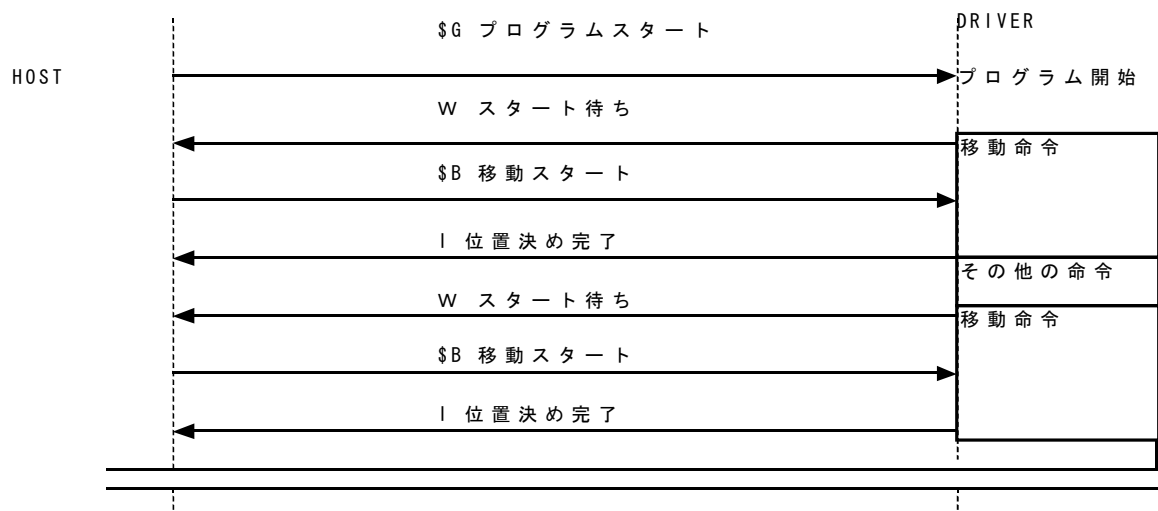 DRIVER
$G プログラムスタート
HOST
プログラム開始
W スタート待ち
移動命令
$B 移動スタート
I 位置決め完了
その他の命令
W スタート待ち
移動命令
$B 移動スタート
I 位置決め完了